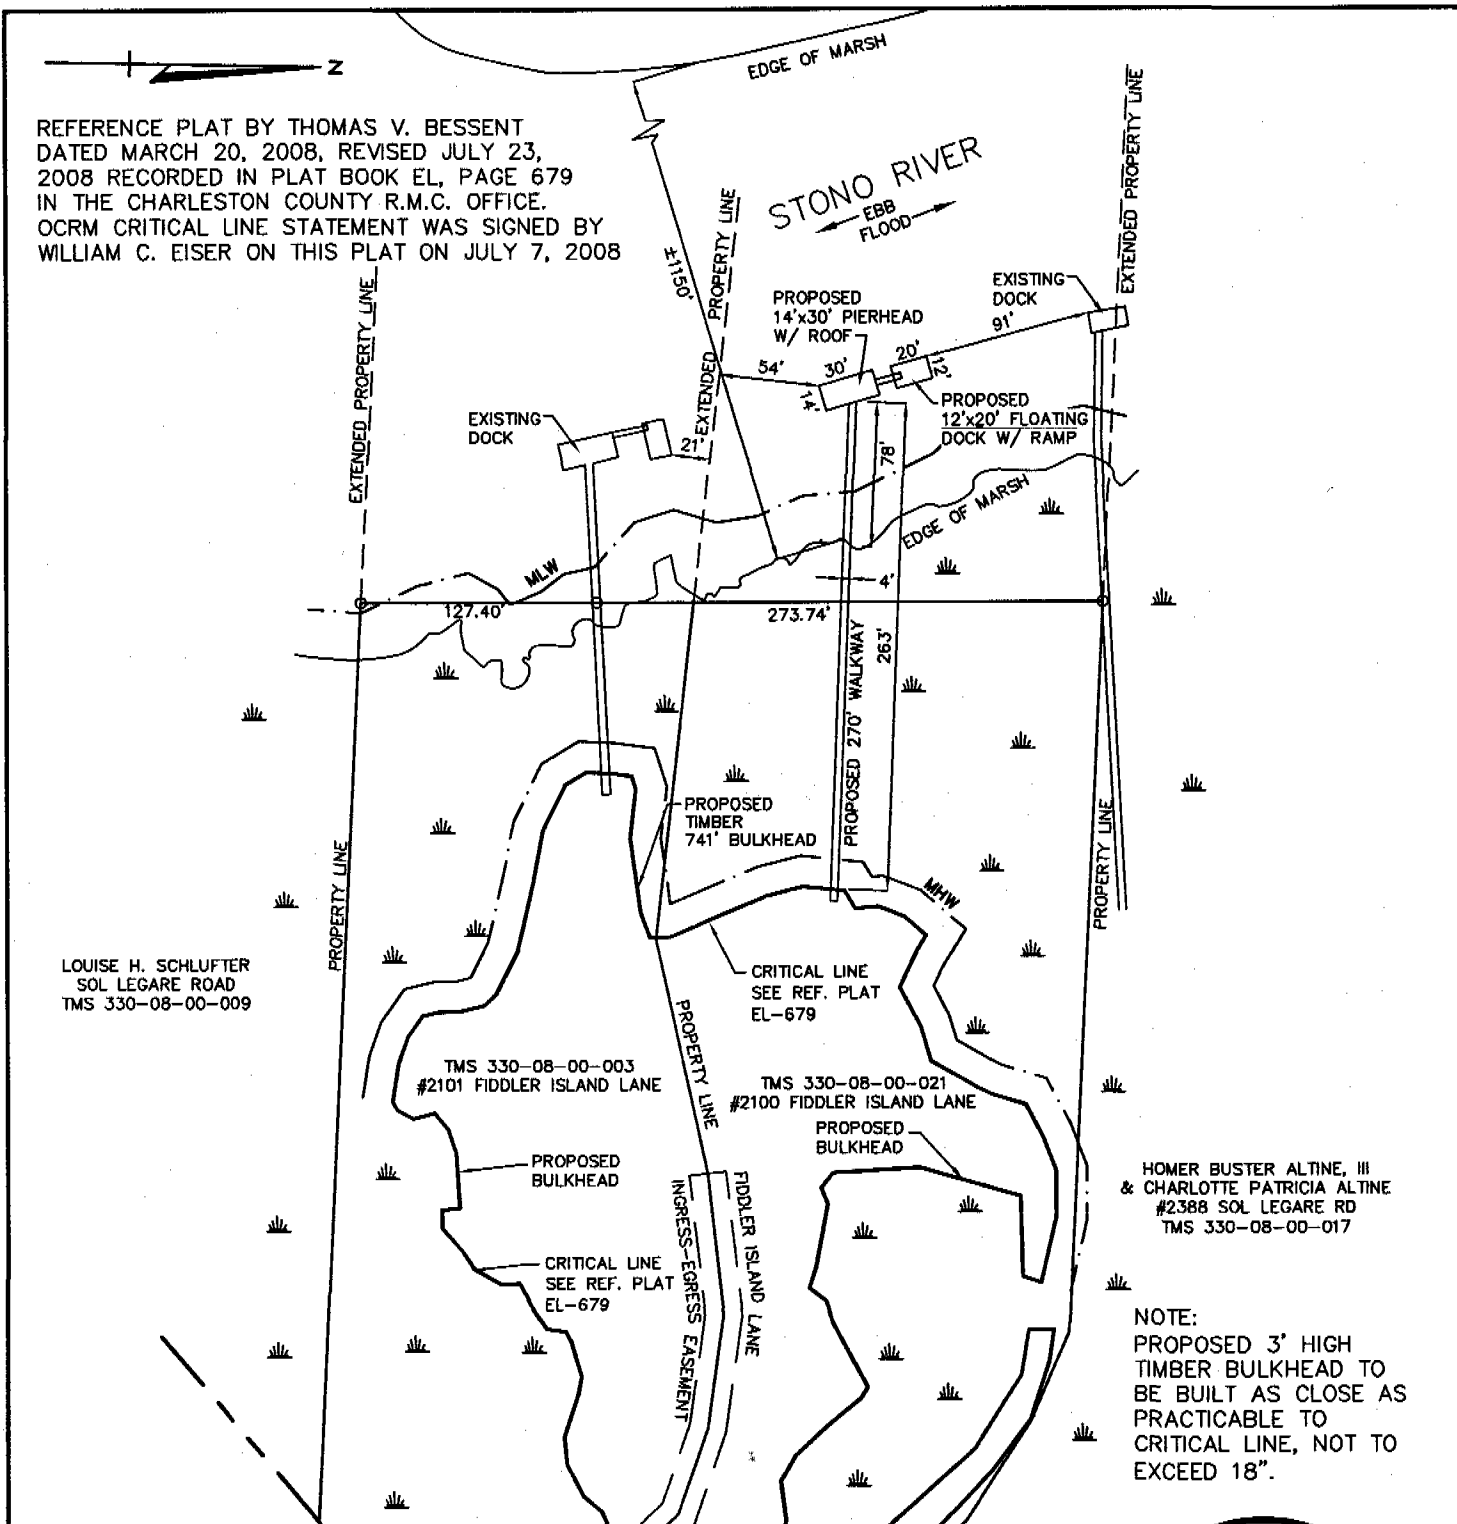 EDGE OF MARSH
Z
REFERENCE PLAT BY THOMAS V. BESSENT
DATED MARCH 20, 2008, REVISED JULY 23,
2008 RECORDED IN PLAT BOOK EL, PAGE 679
IN THE CHARLESTON COUNTY R.M.C. OFFICE.
OCRM CRITICAL LINE STATEMENT WAS SIGNED BY
WILLIAM C. EISER ON THIS PLAT ON JULY 7, 2008
STONO RIVER
EBB
FLOOD
EXTENDED PROPERTY LINE
EXTENDED PROPERTY LINE
EXTENDED PROPERTY LINE
±1150'
PROPOSED
14'x30' PIERHEAD
W/ ROOF
EXISTING
DOCK
91'
54'
30'
20'
12'
14'
PROPOSED
12'x20' FLOATING
DOCK W/ RAMP
EXISTING
DOCK
21'
78'
EDGE OF MARSH
MLW
4'
127.40'
273.74'
263'
PROPOSED 270' WALKWAY
PROPOSED
TIMBER
741' BULKHEAD
PROPERTY LINE
PROPERTY LINE
MHW
LOUISE H. SCHLUFTER
SOL LEGARE ROAD
TMS 330-08-00-009
CRITICAL LINE
SEE REF. PLAT
EL-679
PROPERTY LINE
TMS 330-08-00-003
#2101 FIDDLER ISLAND LANE
TMS 330-08-00-021
#2100 FIDDLER ISLAND LANE
PROPOSED
BULKHEAD
PROPOSED
BULKHEAD
HOMER BUSTER ALTINE, III
& CHARLOTTE PATRICIA ALTINE
#2388 SOL LEGARE RD
TMS 330-08-00-017
FIDDLER ISLAND LANE
INGRESS-EGRESS EASEMENT
CRITICAL LINE
SEE REF. PLAT
EL-679
NOTE:
PROPOSED 3' HIGH
TIMBER BULKHEAD TO
BE BUILT AS CLOSE AS
PRACTICABLE TO
CRITICAL LINE, NOT TO
EXCEED 18".